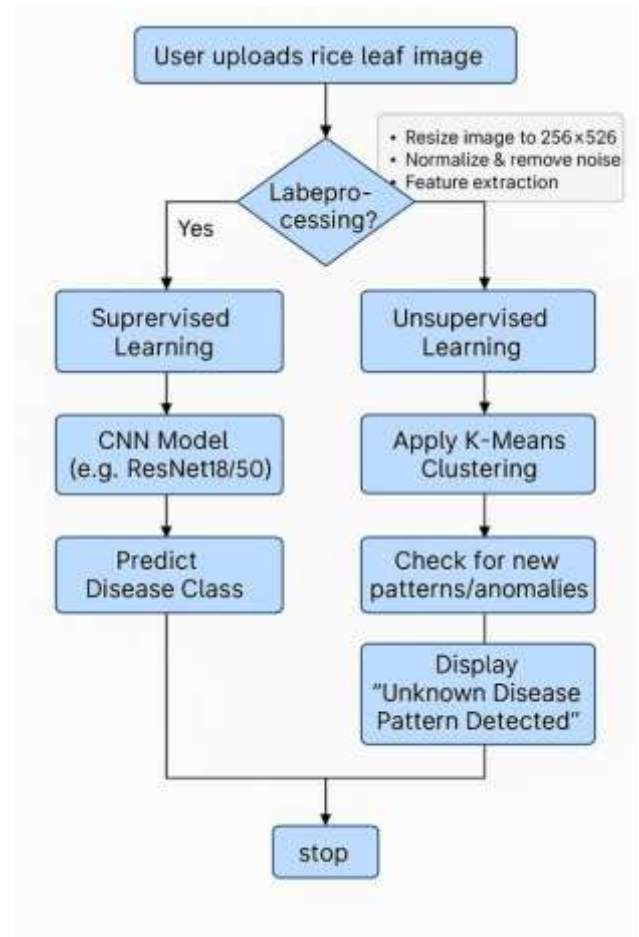 User uploads rice leaf image
• Resize image to 256×526
• Normalize & remove noise
• Feature extraction
Labepro-
cessing?
Yes
Suprervised
Learning
Unsupervised
Learning
CNN Model
(e.g. ResNet18/50)
Apply K-Means
Clustering
Predict
Disease Class
Check for new
patterns/anomalies
Display
“Unknown Disease
Pattern Detected”
stop